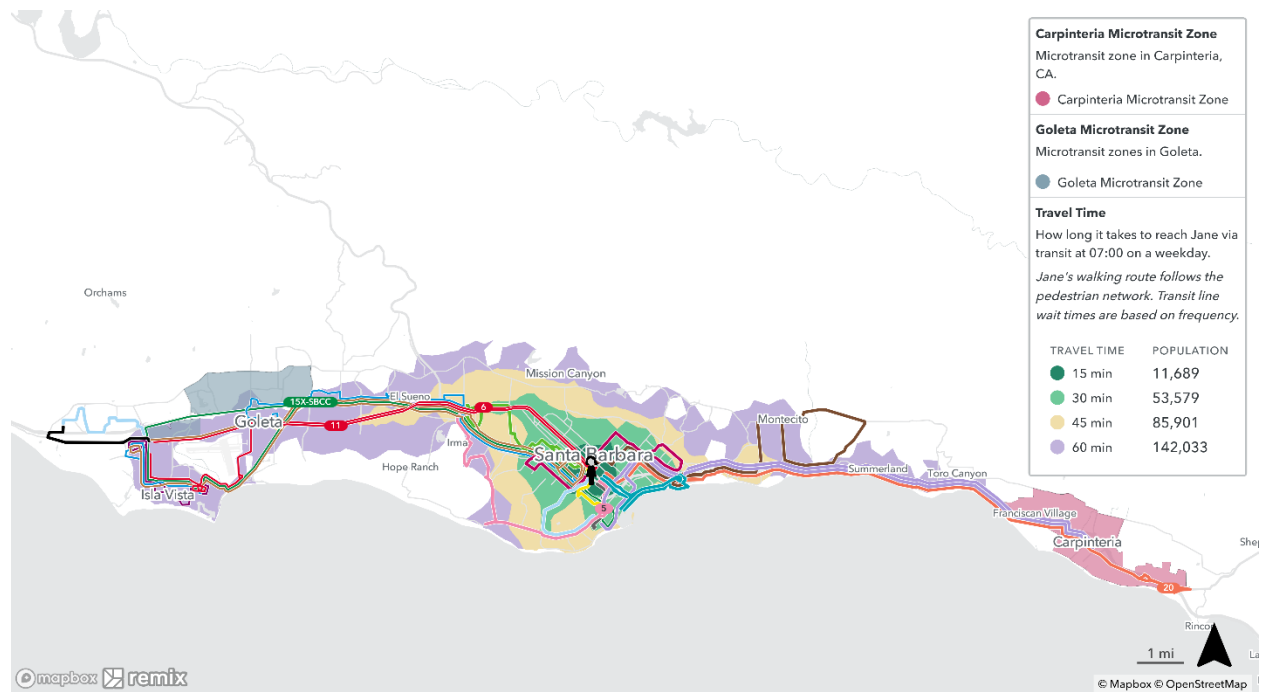 Carpinteria Microtransit Zone
Microtransit zone in Carpinteria,
CA.
Carpinteria Microtransit Zone
Goleta Microtransit Zone
Microtransit zones in Goleta.
Goleta Microtransit Zone
Travel Time
How long it takes to reach Jane via
transit at 07:00 on a weekday.
Jane's walking route follows the
pedestrian network. Transit line
wait times are based on frequency.
TRAVEL TIME POPULATION
15 min 11,689
30 min 53,579
45 min 85,901
60 min 142,033
Orchams
Mission Canyon
El Sueno
15X-SBCC
6
Goleta
11
Montecito
Irma
Santa Barbara
Hope Ranch
Summerland
Toro Canyon
Isla Vista
5
Franciscan Village
Carpinteria
20
1 mi
mapbox remix
© Mapbox © OpenStreetMap